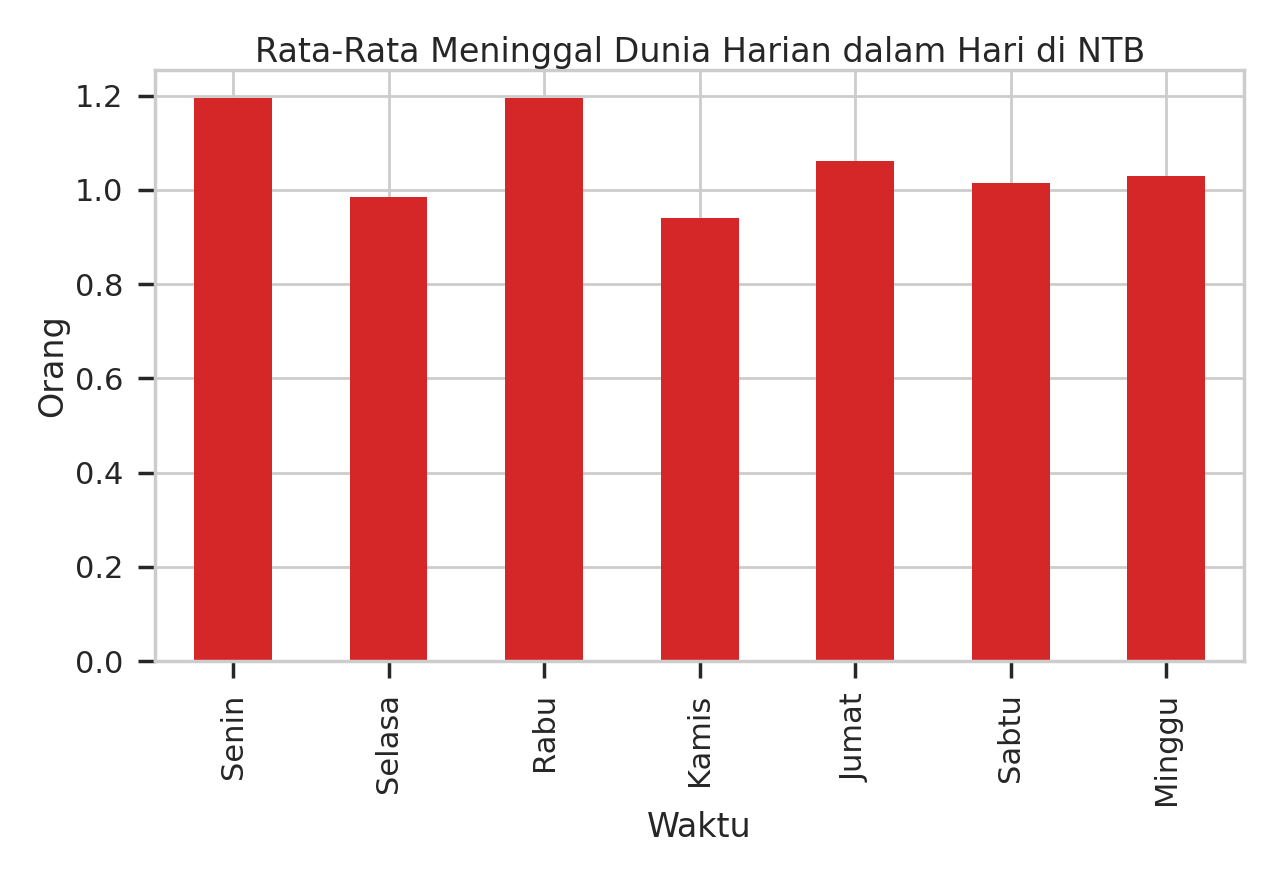 Rata-Rata Meninggal Dunia Harian dalam Hari di NTB
1.2
1.0
0.8
0.6
0.4
0.2
0.0
Orang
Senin
Selasa
Rabu
Kamis
Jumat
Sabtu
Minggu
Waktu